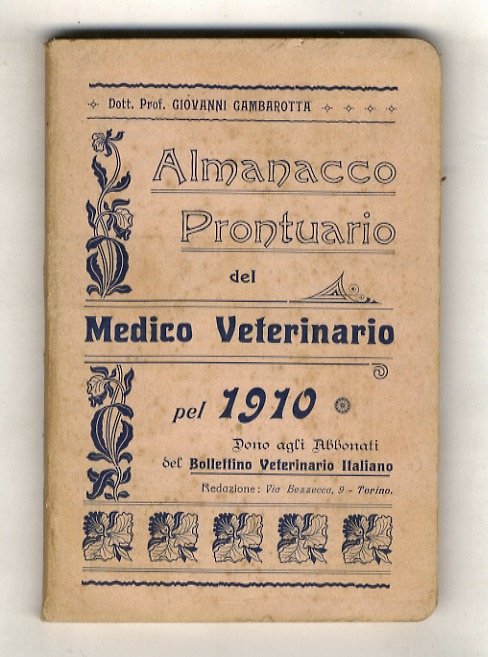 Dott. Prof. GIOVANNI GAMBAROTTA
Almanacco
Prontuario
del
Medico Veterinario
pel 1910
Dono agli Abbonati
del Bollettino Veterinario Italiano
Redazione: Via Bezzecca, 9 - Torino.